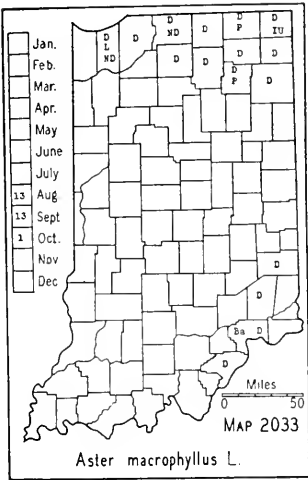 Jan.
Feb.
Mar.
Apr.
May
June
July
13 Aug.
13 Sept
1 Oct.
Nov
Dec
D D D D D D
L ND P IU
ND
D D D D
D D
P
D
D
Ba D
D
Miles
0 50
MAP 2033
Aster macrophyllus L.